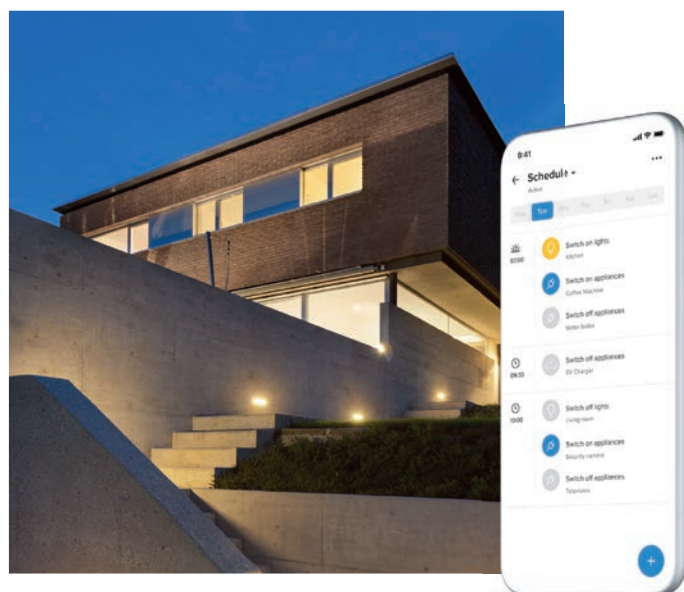 9:41
Schedule
Active
Tue
Switch on lights
Kitchen
07:00
Switch on appliances
Coffee Machine
Switch off appliances
Water boiler
Switch off appliances
09:30
EV Charger
Switch off lights
Living room
10:00
Switch on appliances
Security camera
Switch off appliances
Television